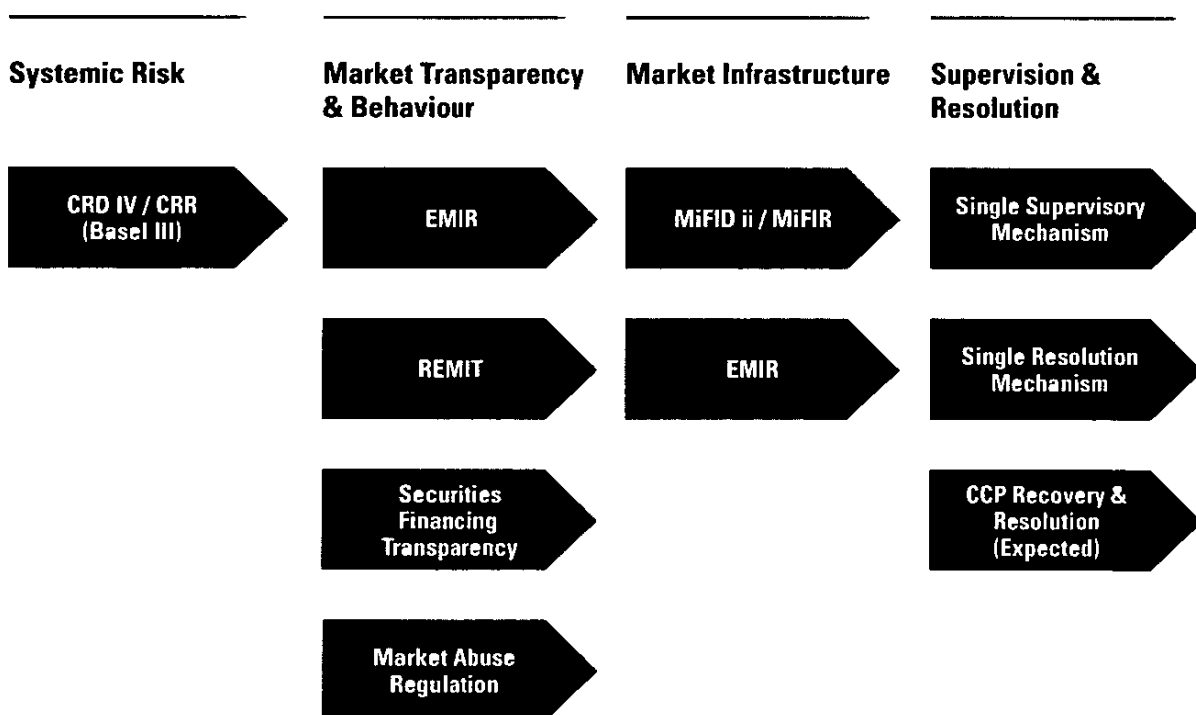 Systemic Risk
Market Transparency
& Behaviour
Market Infrastructure
Supervision &
Resolution
CRD IV / CRR
(Basel III)
EMIR
MiFID ii / MiFIR
Single Supervisory
Mechanism
REMIT
EMIR
Single Resolution
Mechanism
Securities
Financing
Transparency
CCP Recovery &
Resolution
(Expected)
Market Abuse
Regulation